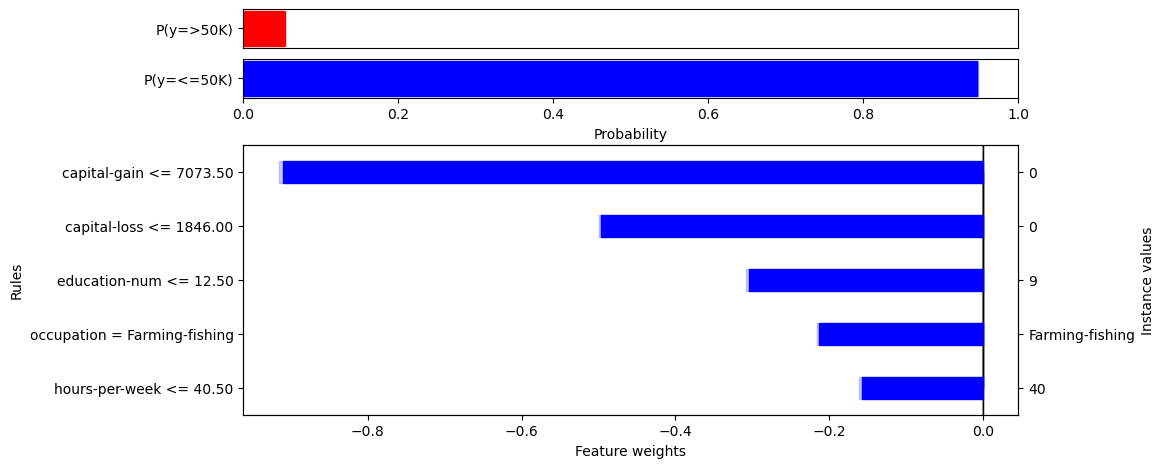 P(y=>50K)
P(y=<=50K)
0.0 0.2 0.4 0.6 0.8 1.0
Probability
capital-gain <= 7073.50 0
capital-loss <= 1846.00 0
education-num <= 12.50 9
occupation = Farming-fishing Farming-fishing
hours-per-week <= 40.50 40
Rules
Instance values
−0.8 −0.6 −0.4 −0.2 0.0
Feature weights